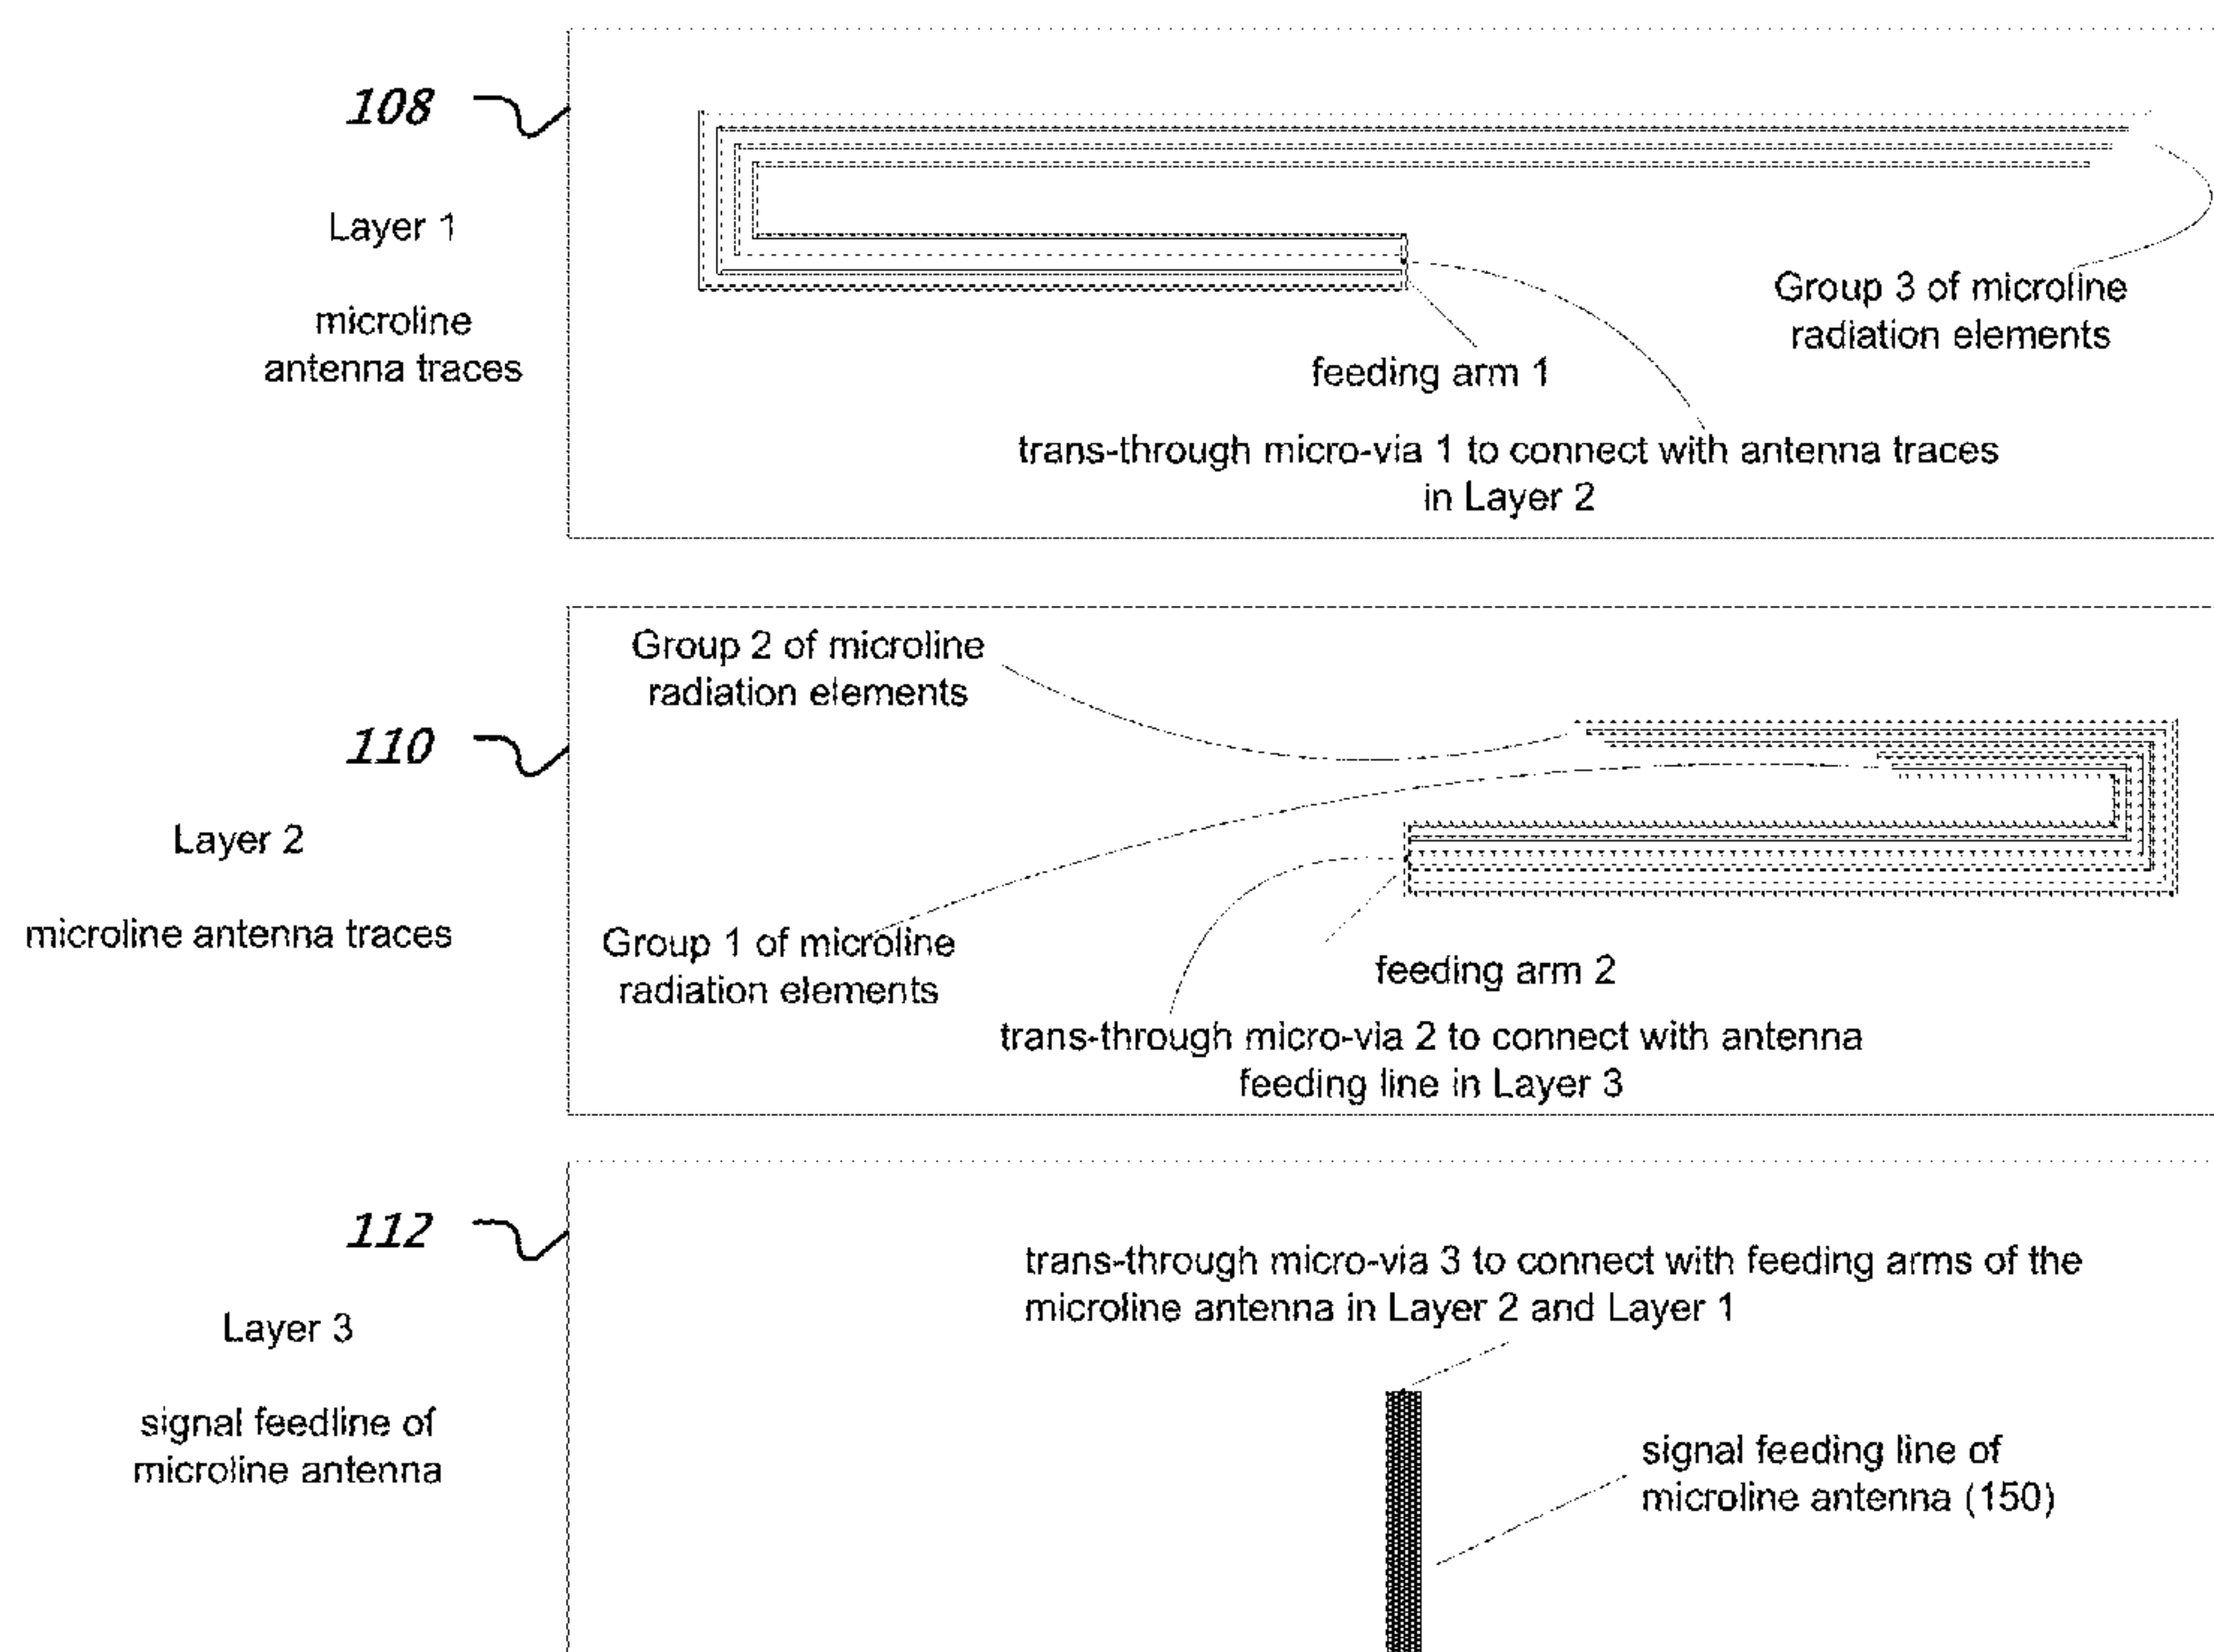 108
Layer 1
microline
antenna traces
Group 3 of microline
radiation elements
feeding arm 1
trans-through micro-via 1 to connect with antenna traces
in Layer 2
110
Layer 2
microline antenna traces
Group 2 of microline
radiation elements
Group 1 of microline
radiation elements
feeding arm 2
trans-through micro-via 2 to connect with antenna
feeding line in Layer 3
112
Layer 3
signal feedline of
microline antenna
trans-through micro-via 3 to connect with feeding arms of the
microline antenna in Layer 2 and Layer 1
signal feeding line of
microline antenna (150)